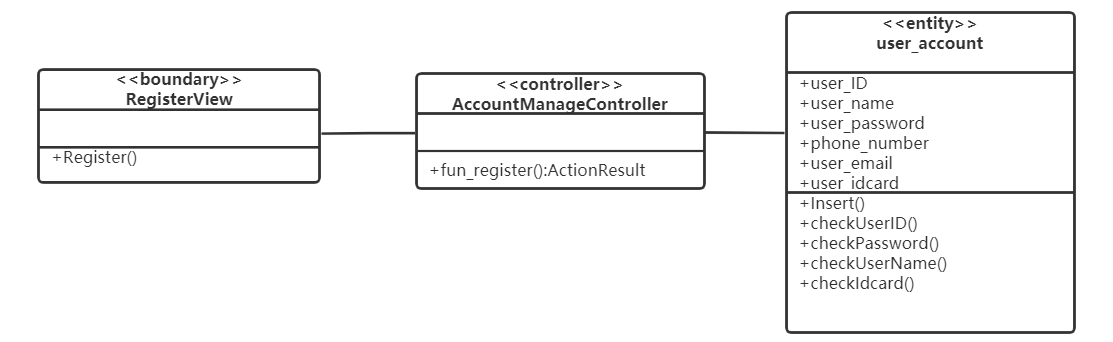 <<boundary>>
RegisterView
+Register()
<<controller>>
AccountManageController
+fun_register():ActionResult
<<entity>>
user_account
+user_ID
+user_name
+user_password
+phone_number
+user_email
+user_idcard
+Insert()
+checkUserID()
+checkPassword()
+checkUserName()
+checkIdcard()